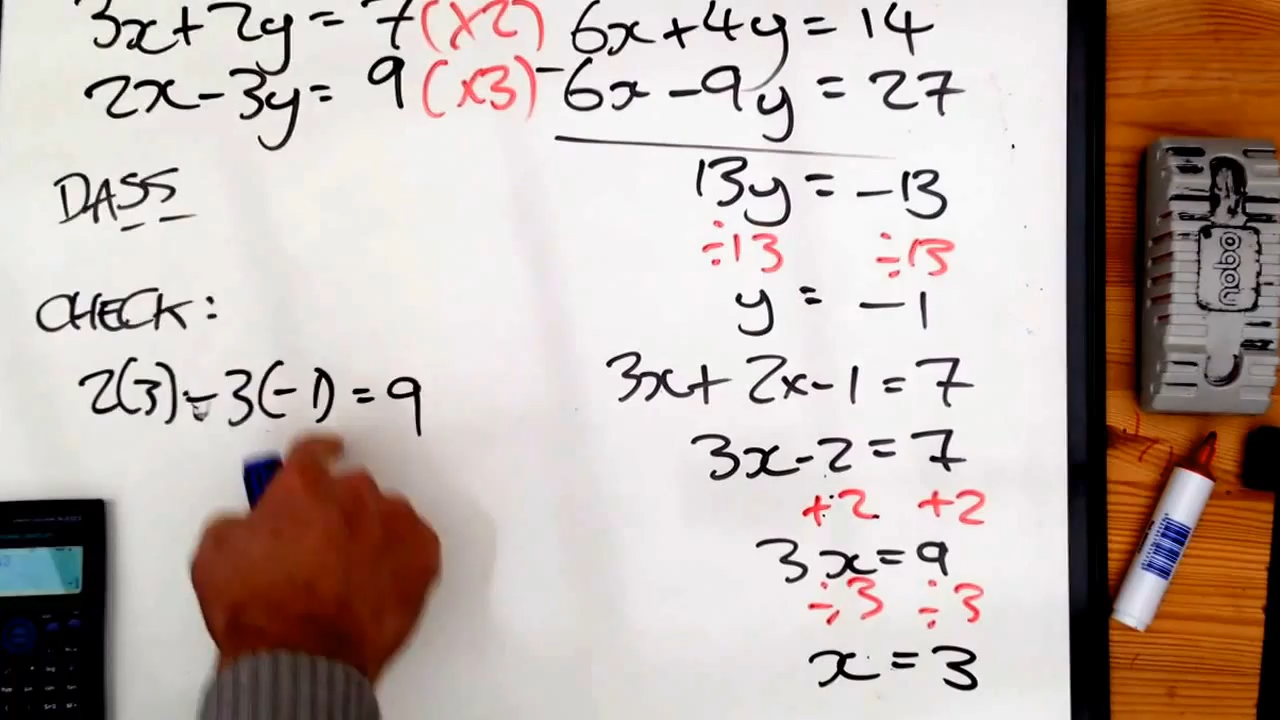 3x+2y=7(×2) 6x+4y=14
2x-3y=9(×3) -6x-9y=27
DASS
13y=-13
÷13 ÷13
y=-1
CHECK:
2(3)-3(-1)=9
3x+2x-1=7
3x-2=7
+2 +2
3x=9
÷3 ÷3
x=3
nobo